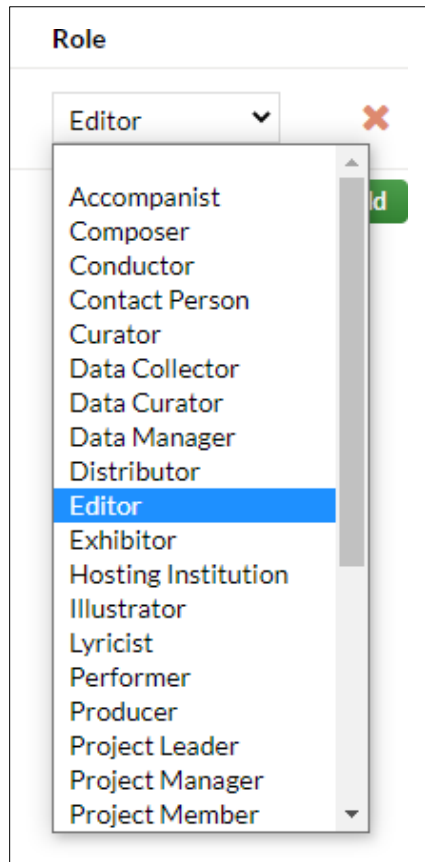 Role
Editor
Accompanist
Composer
Conductor
Contact Person
Curator
Data Collector
Data Curator
Data Manager
Distributor
Editor
Exhibitor
Hosting Institution
Illustrator
Lyricist
Performer
Producer
Project Leader
Project Manager
Project Member